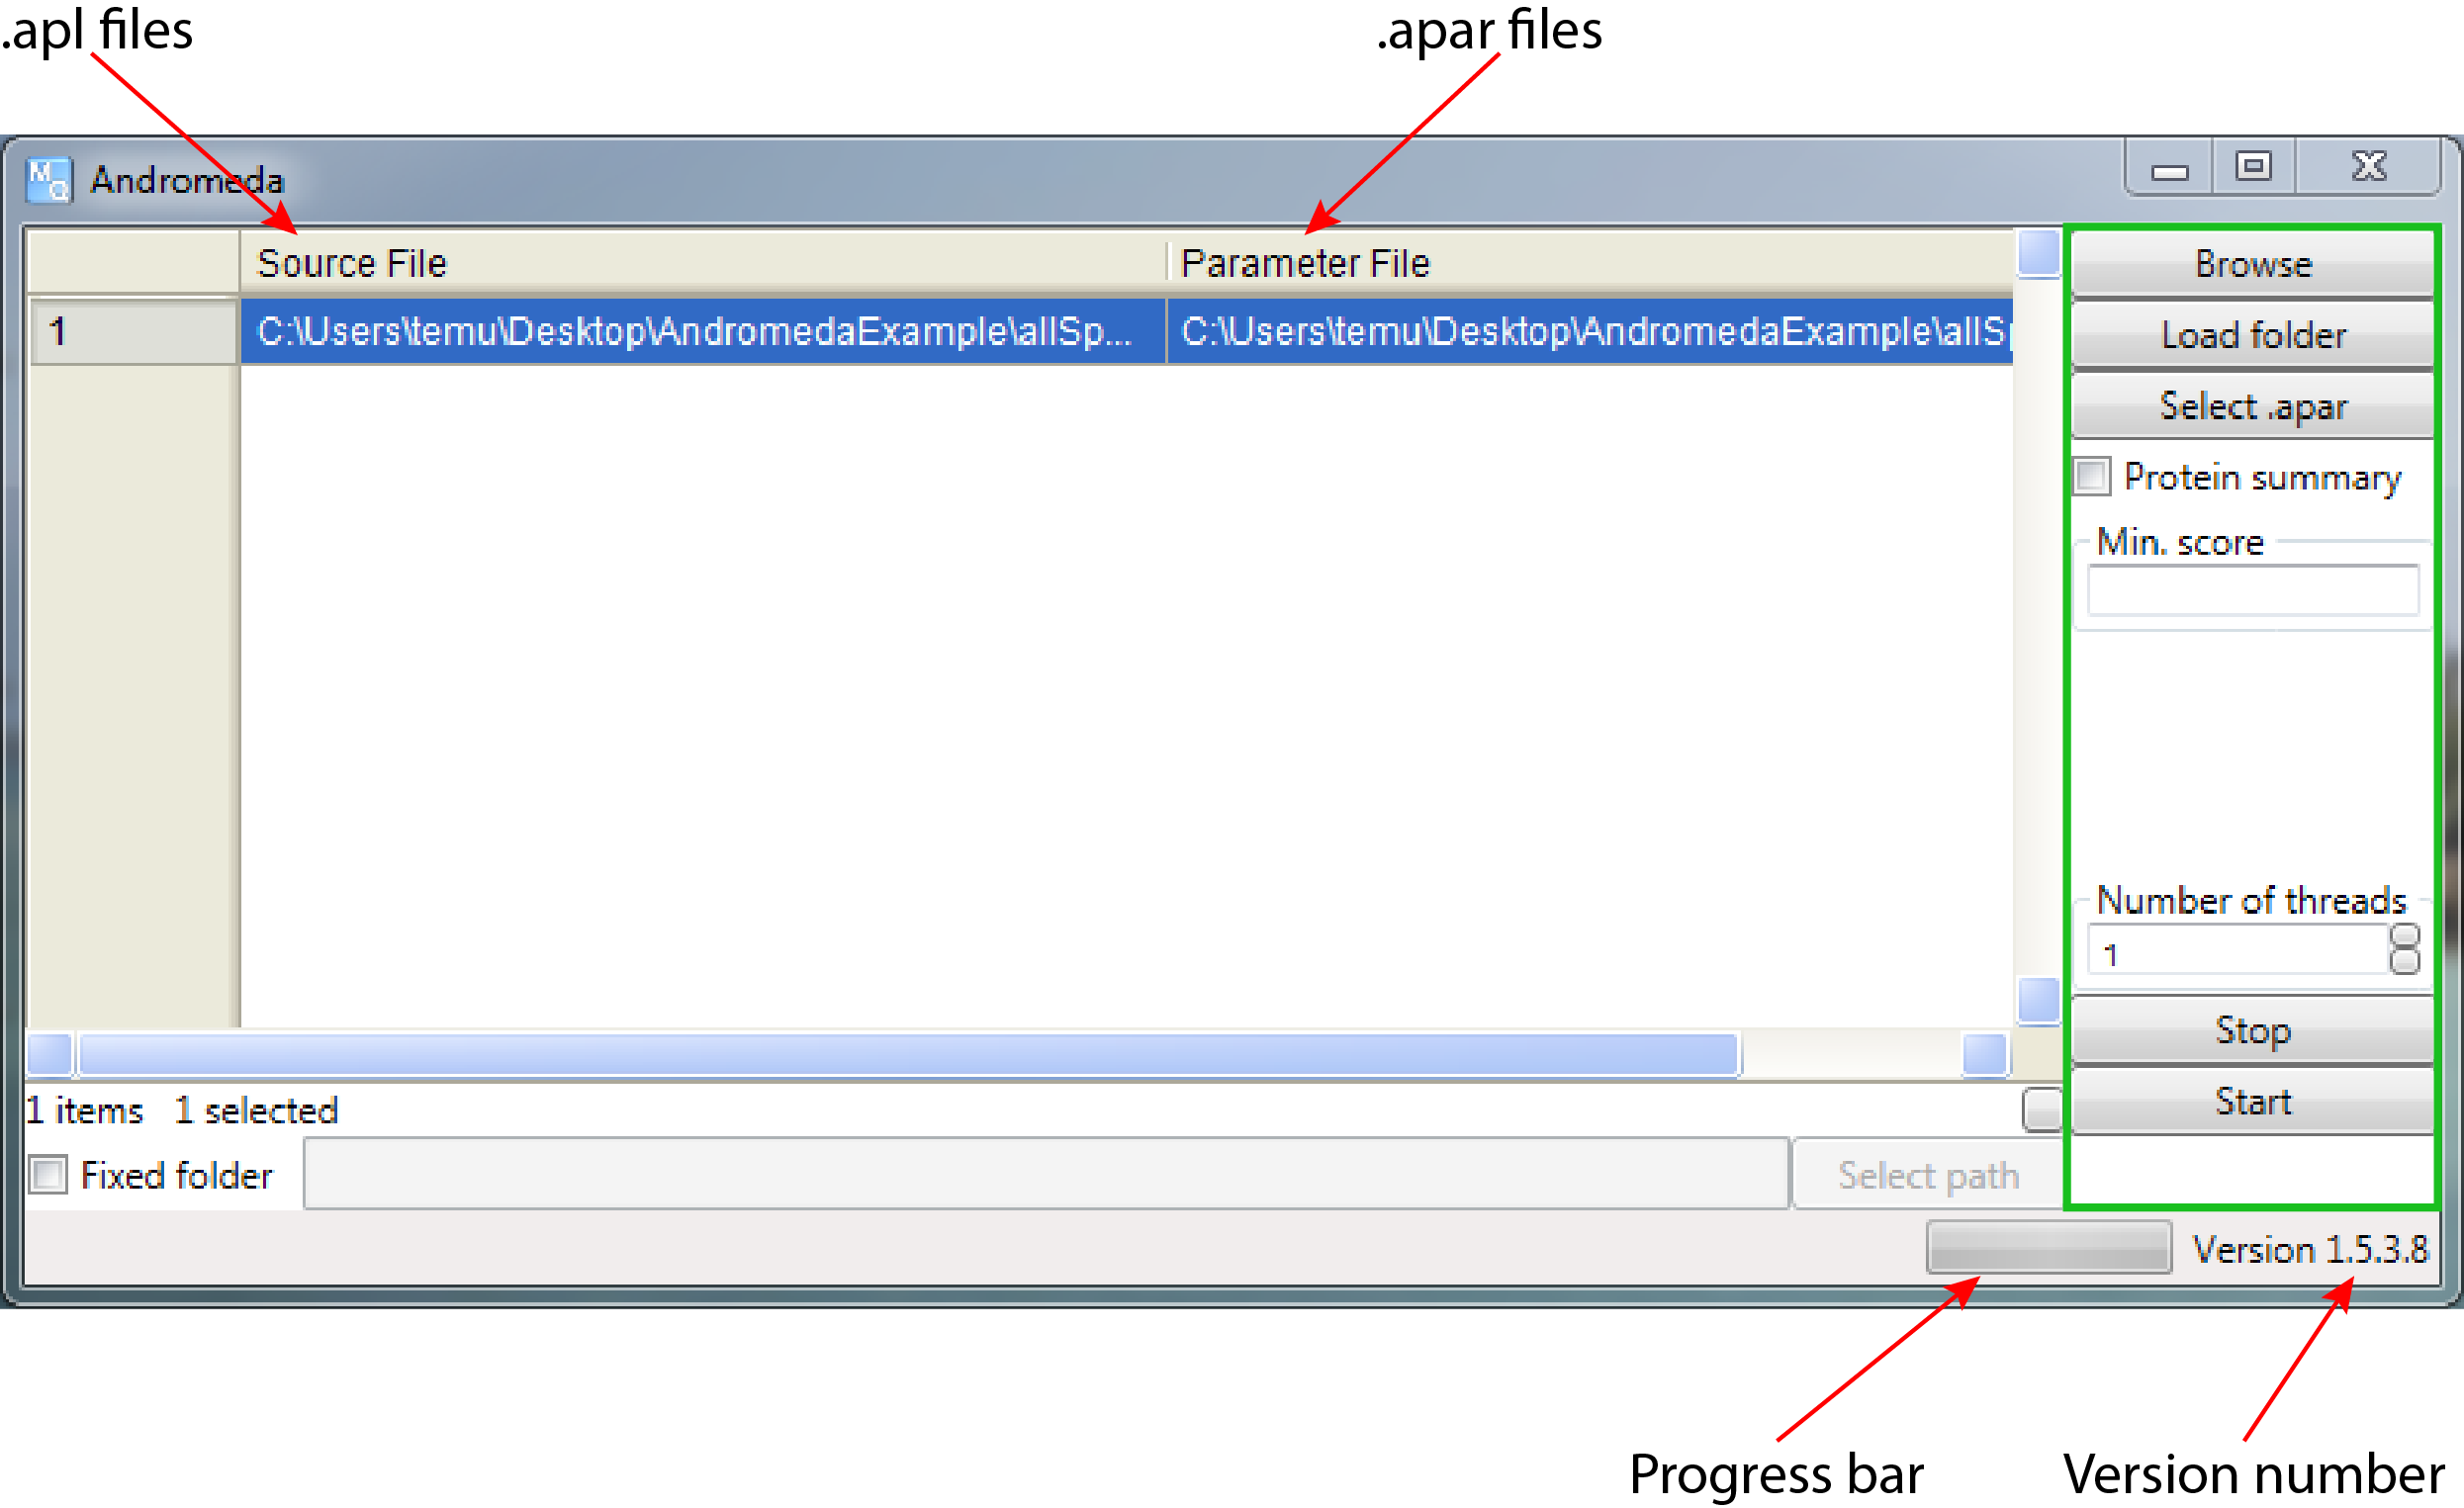 .apl files
.apar files
MQ Andromeda
Source File
Parameter File
1
C:\Users\temu\Desktop\AndromedaExample\allSp...
C:\Users\temu\Desktop\AndromedaExample\allSp
Browse
Load folder
Select .apar
Protein summary
Min. score
Number of threads
1
Stop
Start
1 items 1 selected
Fixed folder
Select path
Version 1.5.3.8
Progress bar
Version number